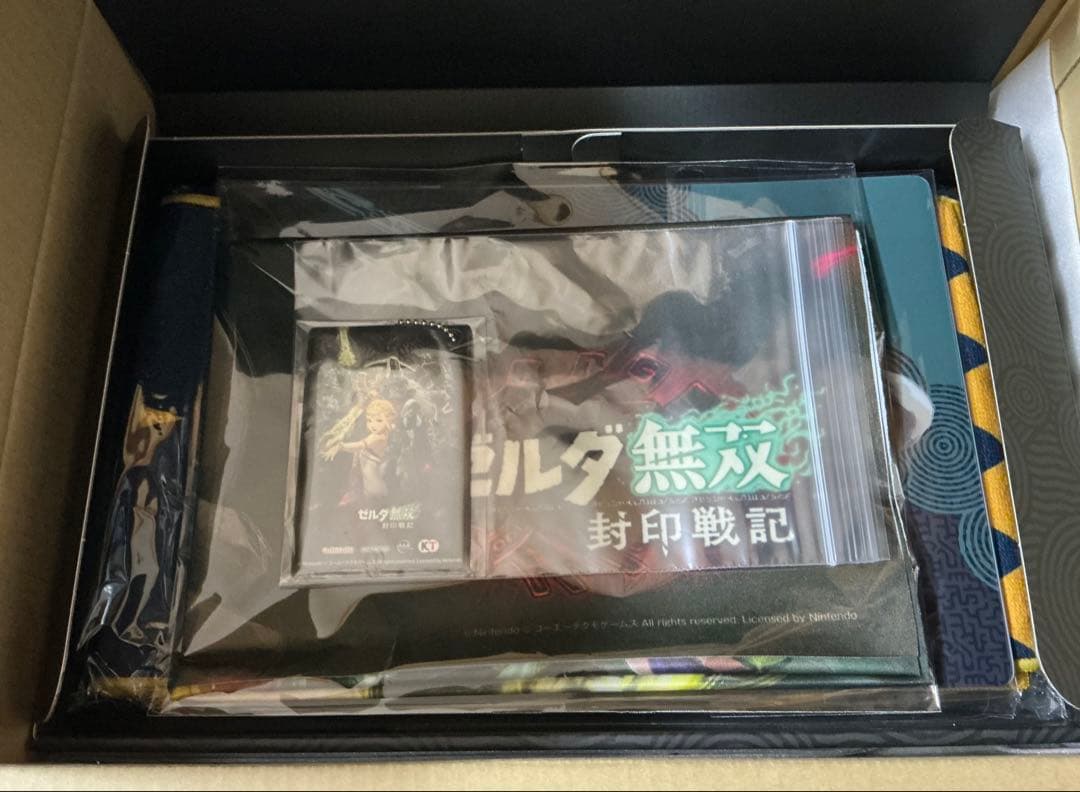 ゼルダ無双
封印戦記
ゼルダ無双
封印戦記
KT
Nintendo © コーエーテクモゲームス All rights reserved. Licensed by Nintendo